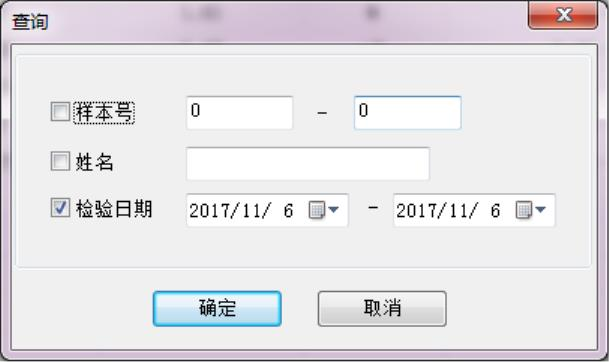 查询
样本号 0 - 0
姓名
检验日期 2017/11/ 6 - 2017/11/ 6
确定 取消